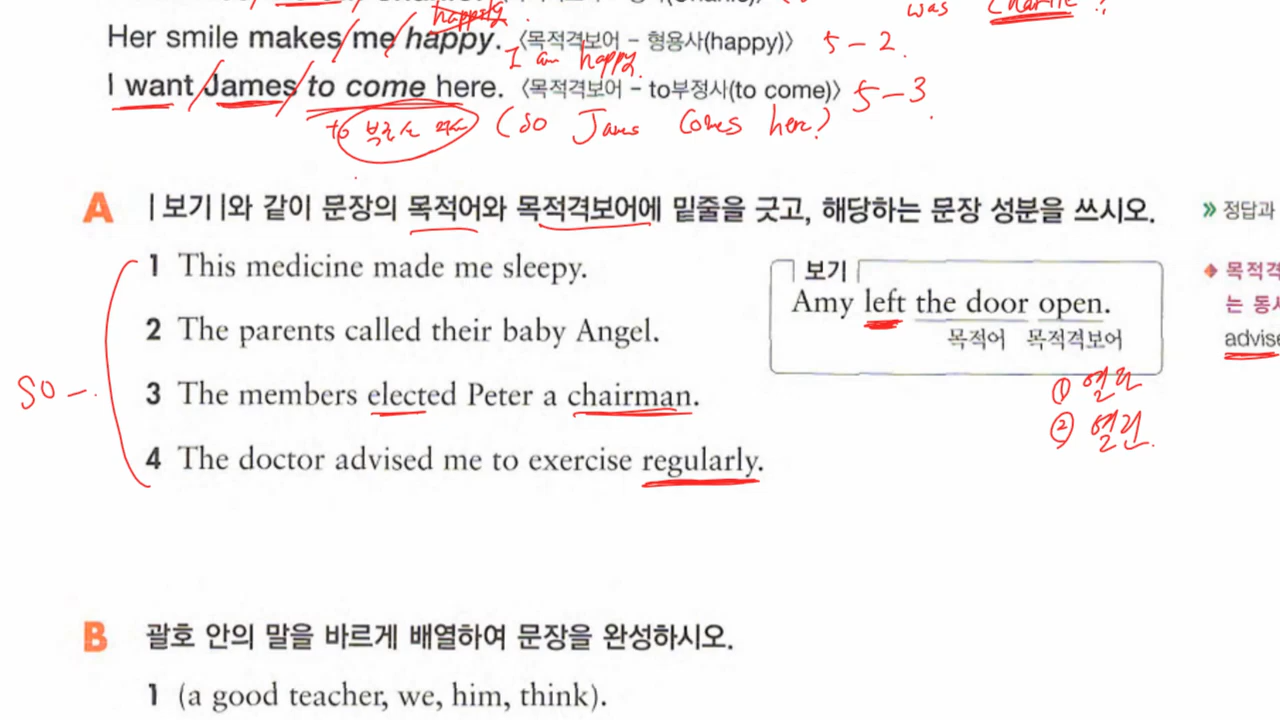 was Charlie
happily
Her smile makes me happy. 〈목적격보어 – 형용사(happy)〉 5-2.
I am happy.
I want James to come here. 〈목적격보어 – to부정사(to come)〉 5-3.
to (So James comes here?)
A |보기|와 같이 문장의 목적어와 목적격보어에 밑줄을 긋고, 해당하는 문장 성분을 쓰시오. » 정답과
1 This medicine made me sleepy.
2 The parents called their baby Angel.
3 The members elected Peter a chairman.
4 The doctor advised me to exercise regularly.
so
보기
Amy left the door open.
목적어 목적격보어
① 열다
② 열린
목적격
는 동사
advise
B 괄호 안의 말을 바르게 배열하여 문장을 완성하시오.
1 (a good teacher, we, him, think).